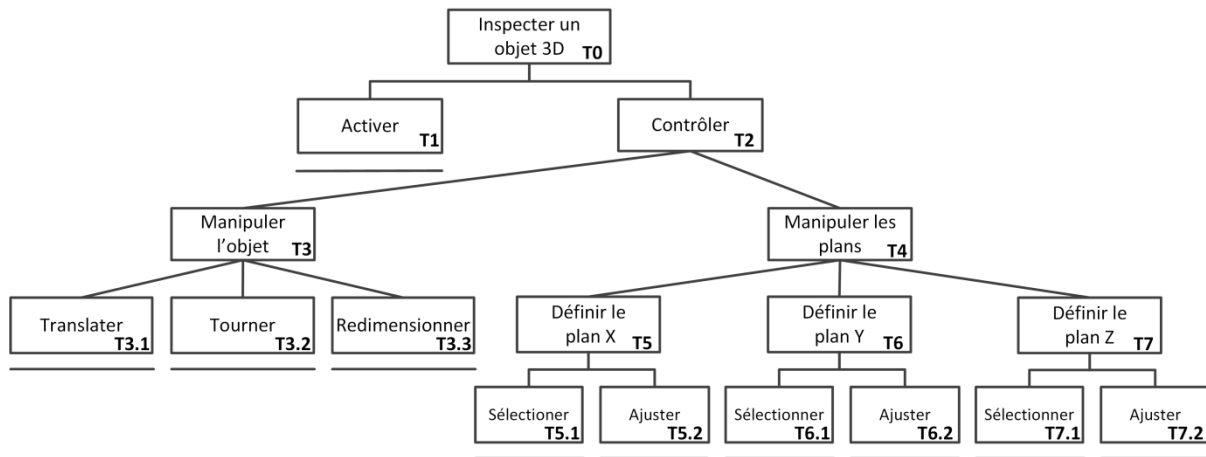 Inspecter un
objet 3D T0
Activer T1
Contrôler T2
Manipuler
l'objet T3
Manipuler les
plans T4
Translater T3.1
Tourner T3.2
Redimensionner T3.3
Définir le
plan X T5
Définir le
plan Y T6
Définir le
plan Z T7
Sélectioner T5.1
Ajuster T5.2
Sélectionner T6.1
Ajuster T6.2
Sélectionner T7.1
Ajuster T7.2